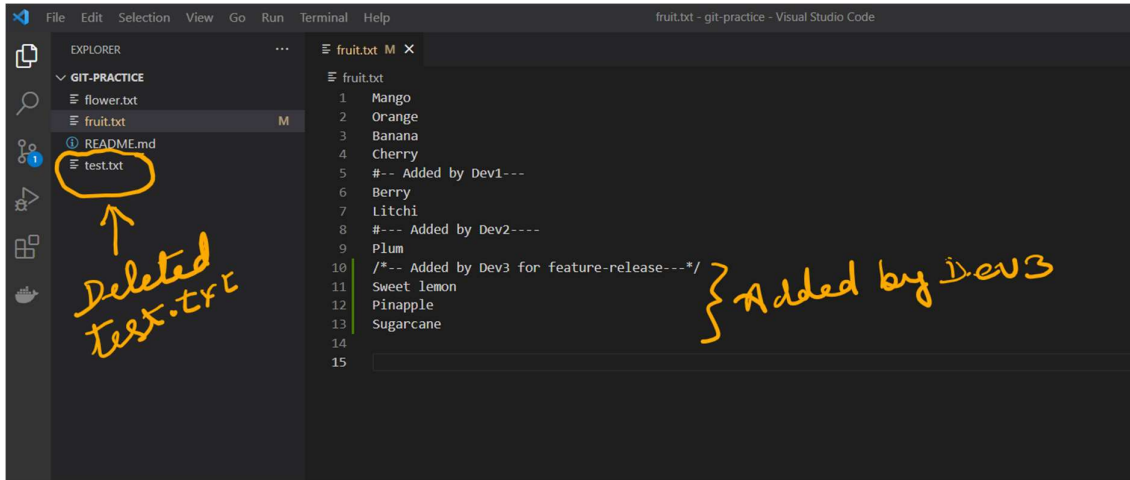 File Edit Selection View Go Run Terminal Help
fruit.txt - git-practice - Visual Studio Code
EXPLORER
...
GIT-PRACTICE
flower.txt
fruit.txt M
README.md
test.txt
1
Deleted
test.txt
fruit.txt M
fruit.txt
1 Mango
2 Orange
3 Banana
4 Cherry
5 #-- Added by Dev1---
6 Berry
7 Litchi
8 #--- Added by Dev2----
9 Plum
10 /*-- Added by Dev3 for feature-release---*/
11 Sweet lemon
12 Pinapple
13 Sugarcane
14
15
Added by Dev3